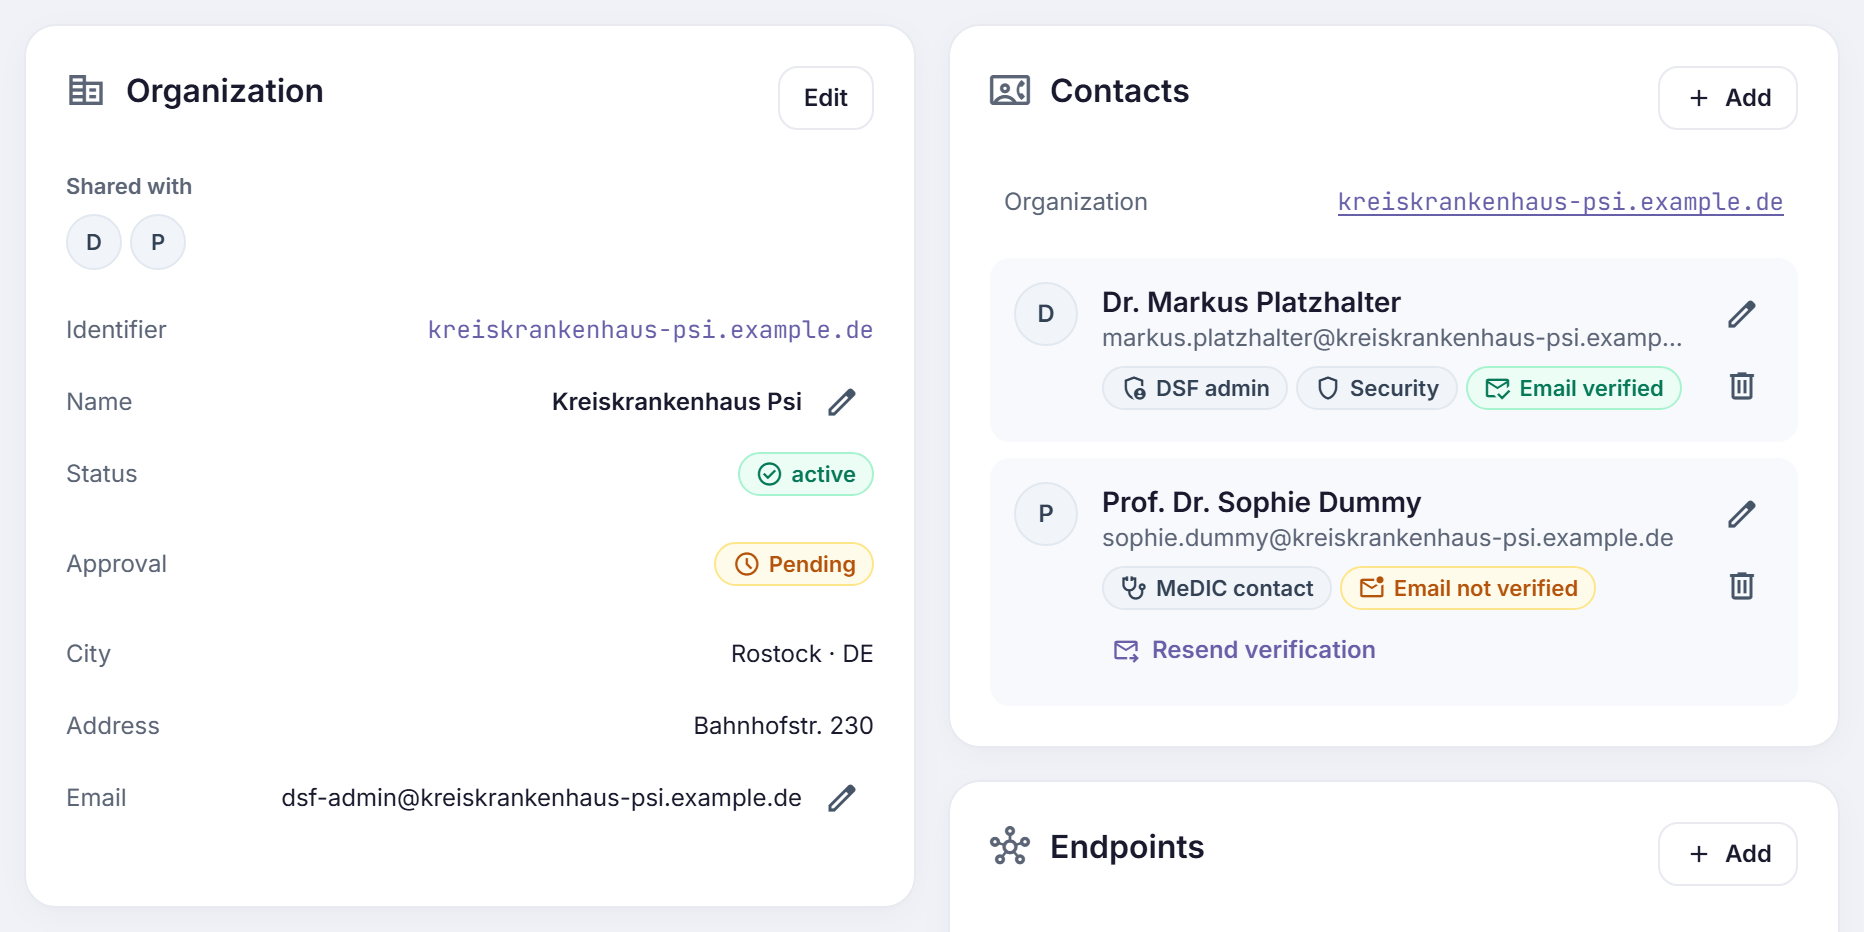 Organization
Edit
Shared with
D P
Identifier kreiskrankenhaus-psi.example.de
Name Kreiskrankenhaus Psi
Status active
Approval Pending
City Rostock · DE
Address Bahnhofstr. 230
Email dsf-admin@kreiskrankenhaus-psi.example.de
Contacts
+ Add
Organization kreiskrankenhaus-psi.example.de
D
Dr. Markus Platzhalter
markus.platzhalter@kreiskrankenhaus-psi.examp...
DSF admin Security Email verified
P
Prof. Dr. Sophie Dummy
sophie.dummy@kreiskrankenhaus-psi.example.de
MeDIC contact Email not verified
Resend verification
Endpoints
+ Add